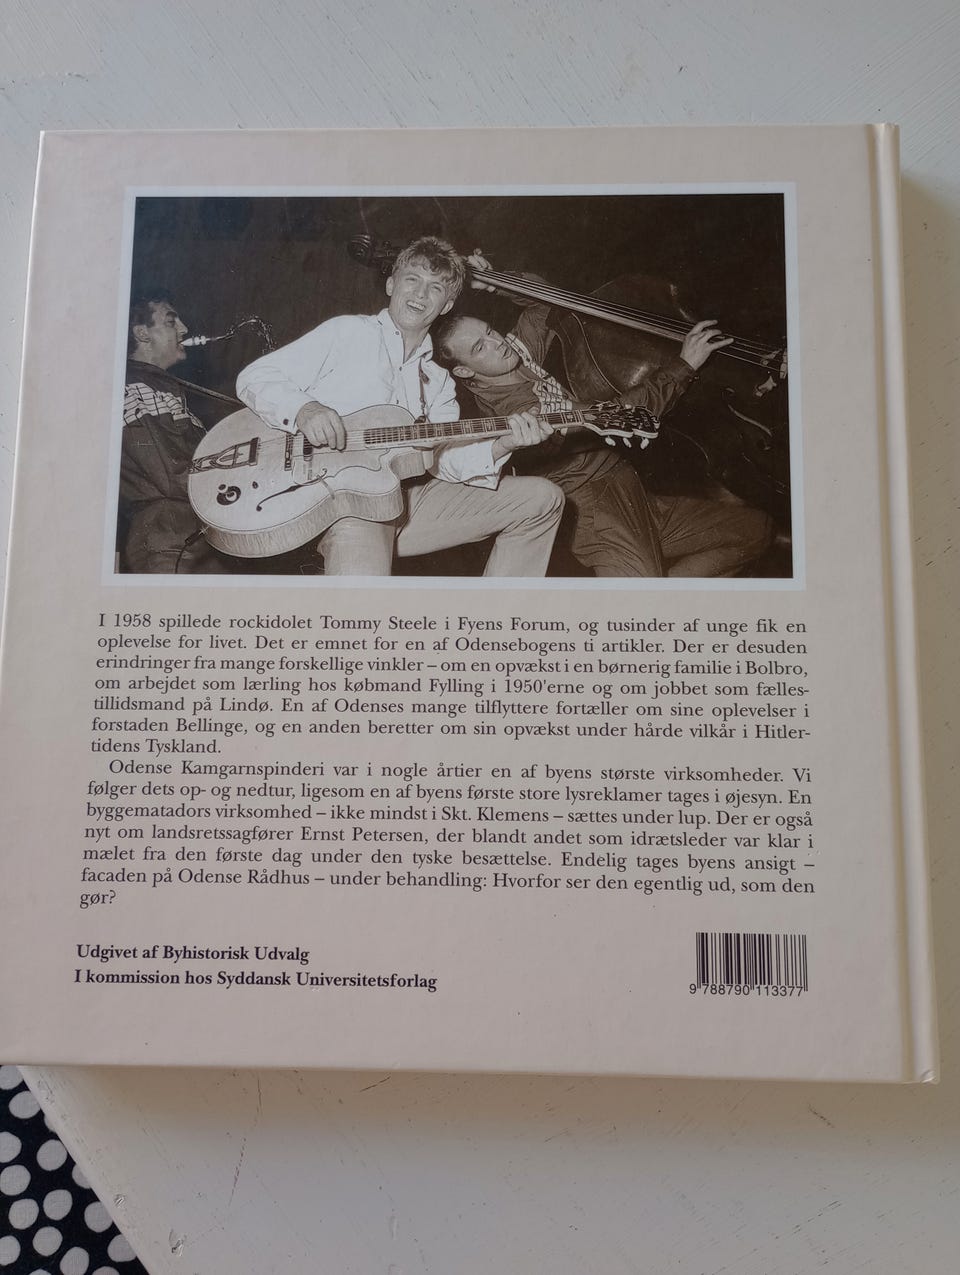 I 1958 spillede rockidolet Tommy Steele i Fyens Forum, og tusinder af unge fik en
oplevelse for livet. Det er emnet for en af Odensebogens ti artikler. Der er desuden
erindringer fra mange forskellige vinkler – om en opvækst i en børnerig familie i Bolbro,
om arbejdet som lærling hos købmand Fylling i 1950'erne og om jobbet som fælles-
tillidsmand på Lindø. En af Odenses mange tilflyttere fortæller om sine oplevelser i
forstaden Bellinge, og en anden beretter om sin opvækst under hårde vilkår i Hitler-
tidens Tyskland.
Odense Kamgarnspinderi var i nogle årtier en af byens største virksomheder. Vi
følger dets op- og nedtur, ligesom en af byens første store lysreklamer tages i øjesyn. En
byggematadors virksomhed – ikke mindst i Skt. Klemens – sættes under lup. Der er også
nyt om landsretssagfører Ernst Petersen, der blandt andet som idrætsleder var klar i
mælet fra den første dag under den tyske besættelse. Endelig tages byens ansigt –
facaden på Odense Rådhus – under behandling: Hvorfor ser den egentlig ud, som den
gør?
Udgivet af Byhistorisk Udvalg
I kommission hos Syddansk Universitetsforlag
9 788790 113377